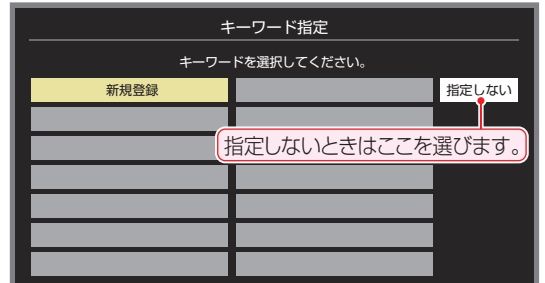 キーワード指定
キーワードを選択してください。
新規登録
指定しない
指定しないときはここを選びます。